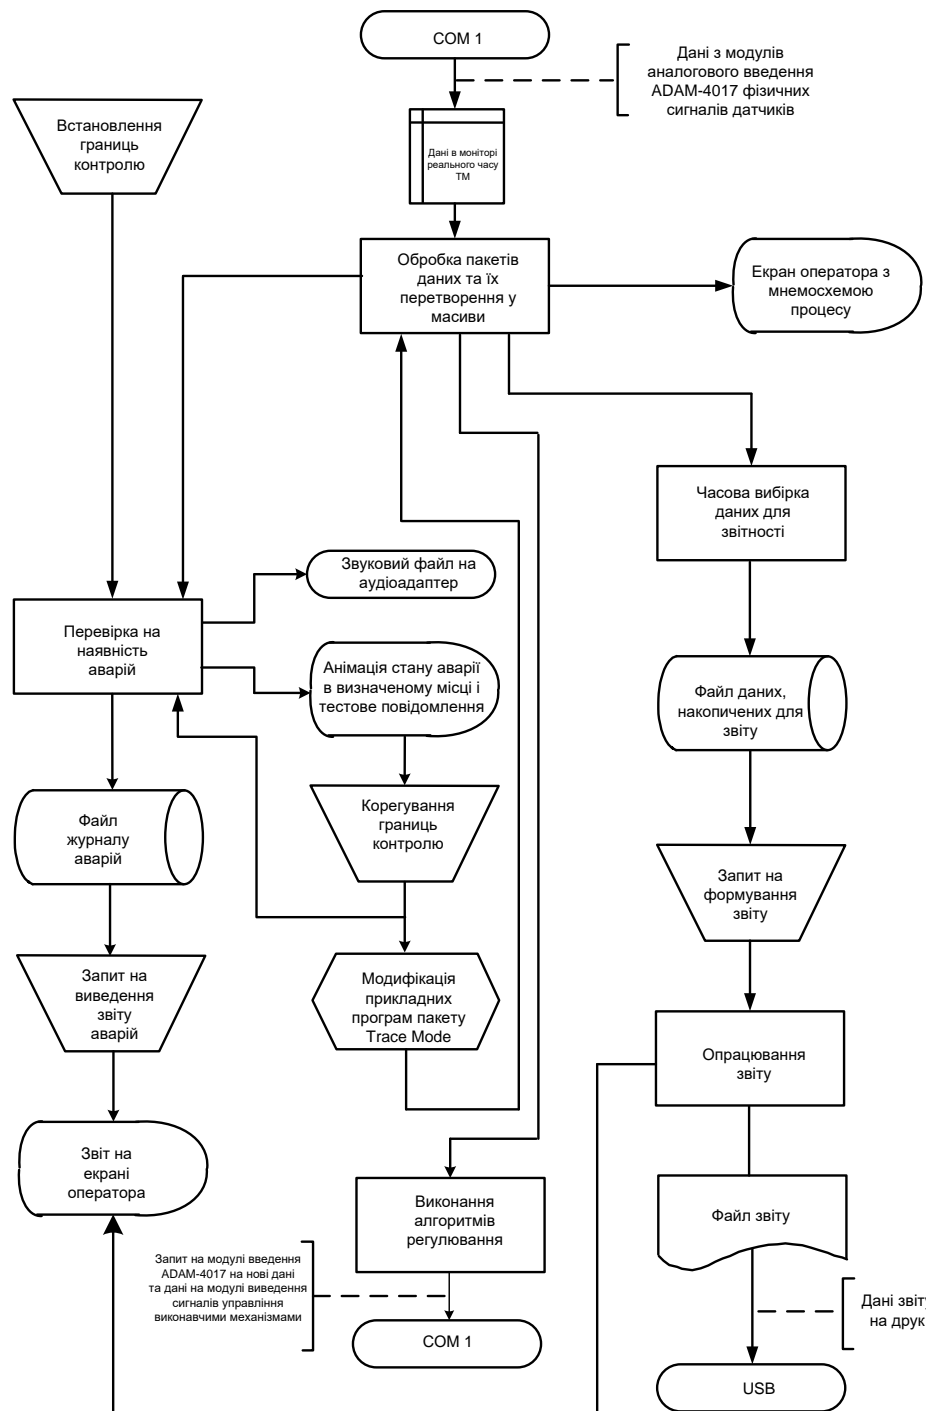 COM 1
Дані з модулів
аналогового введення
ADAM-4017 фізичних
сигналів датчиків
Встановлення
границь
контролю
Дані в моніторі
реального часу
ТМ
Обробка пакетів
даних та їх
перетворення у
масиви
Екран оператора з
мнемосхемою
процесу
Часова вибірка
даних для
звітності
Звуковий файл на
аудіоадаптер
Перевірка на
наявність
аварій
Анімація стану аварії
в визначеному місці і
тестове повідомлення
Файл даних,
накопичених для
звіту
Файл
журналу
аварій
Корегування
границь
контролю
Запит на
формування
звіту
Запит на
виведення
звіту
аварій
Модифікація
прикладних
програм пакету
Trace Mode
Опрацювання
звіту
Звіт на
екрані
оператора
Виконання
алгоритмів
регулювання
Файл звіту
Запит на модулі введення
ADAM-4017 на нові дані
та дані на модулі виведення
сигналів управління
виконавчими механізмами
Дані звіту
на друк
COM 1
USB